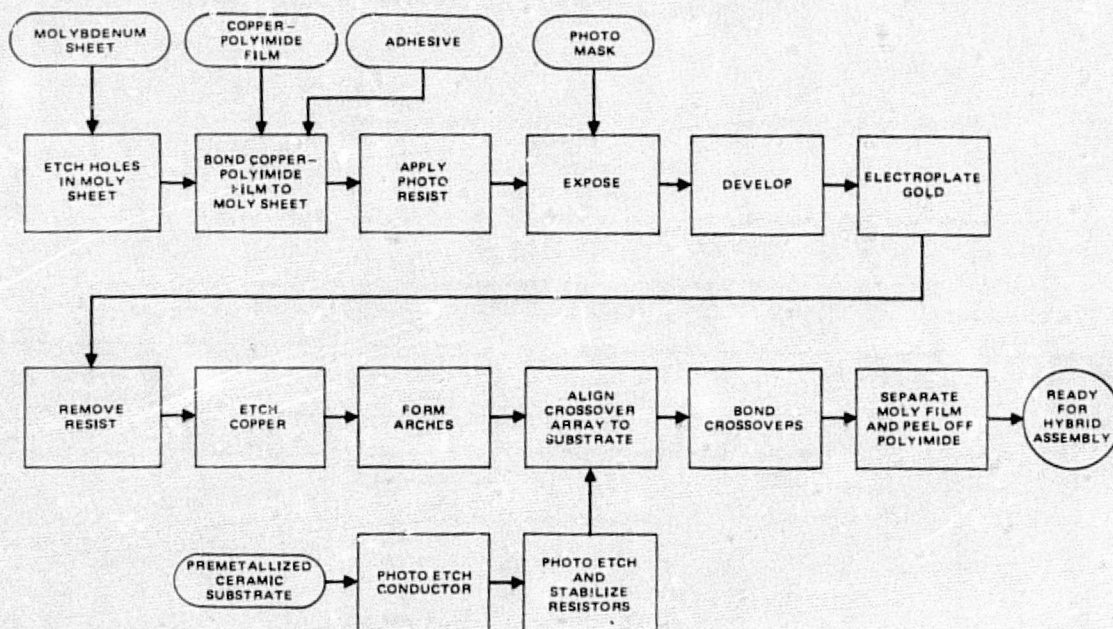 MOLYBDENUM
SHEET
COPPER-
POLYIMIDE
FILM
ADHESIVE
PHOTO
MASK
ETCH HOLES
IN MOLY
SHEET
BOND COPPER-
POLYIMIDE
FILM TO
MOLY SHEET
APPLY
PHOTO
RESIST
EXPOSE
DEVELOP
ELECTROPLATE
GOLD
REMOVE
RESIST
ETCH
COPPER
FORM
ARCHES
ALIGN
CROSSOVER
ARRAY TO
SUBSTRATE
BOND
CROSSOVERS
SEPARATE
MOLY FILM
AND PEEL OFF
POLYIMIDE
READY
FOR
HYBRID
ASSEMBLY
PREMETALLIZED
CERAMIC
SUBSTRATE
PHOTO ETCH
CONDUCTOR
PHOTO ETCH
AND
STABILIZE
RESISTORS